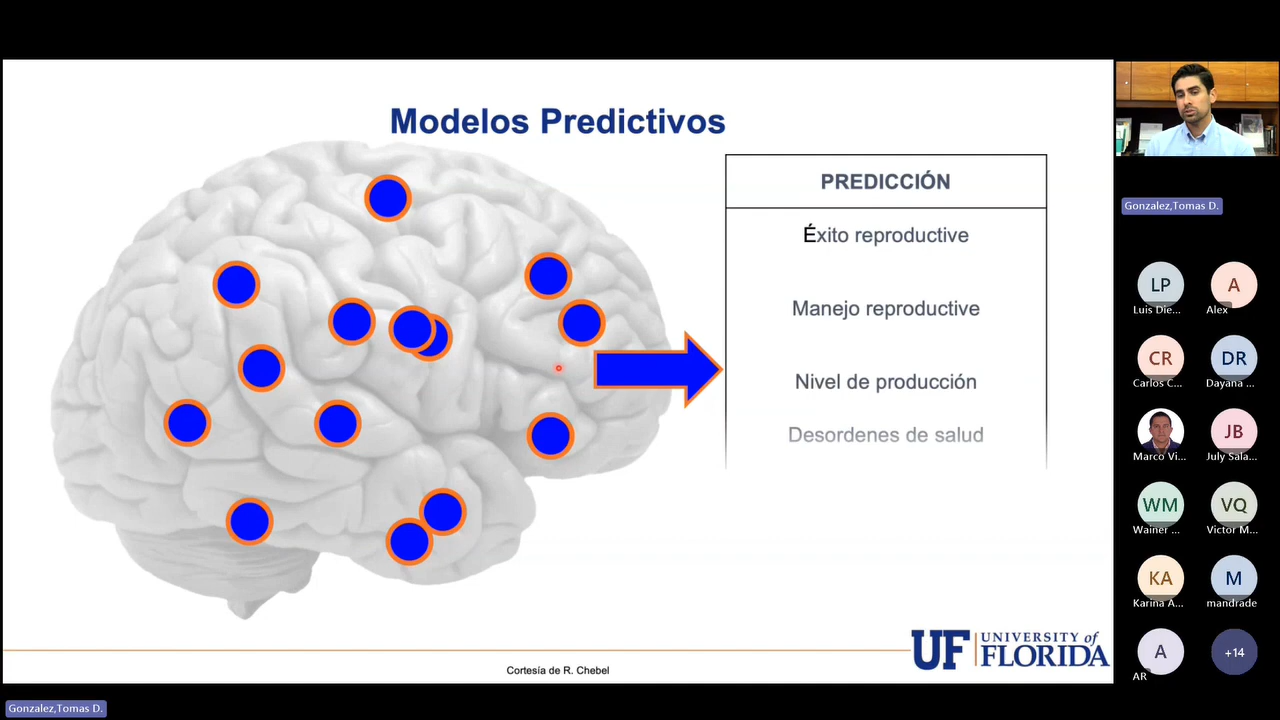 Modelos Predictivos
PREDICCIÓN
Éxito reproductive
Manejo reproductive
Nivel de producción
Desordenes de salud
UF UNIVERSITY of
FLORIDA
Cortesía de R. Chebel
Gonzalez,Tomas D.
Gonzalez,Tomas D.
LP
A
Luis Die...
Alex
CR
DR
Carlos C...
Dayana ...
JB
Marco Vi...
July Sala...
WM
VQ
Wainer ...
Victor M...
KA
M
Karina A...
mandrade
A
+14
AR